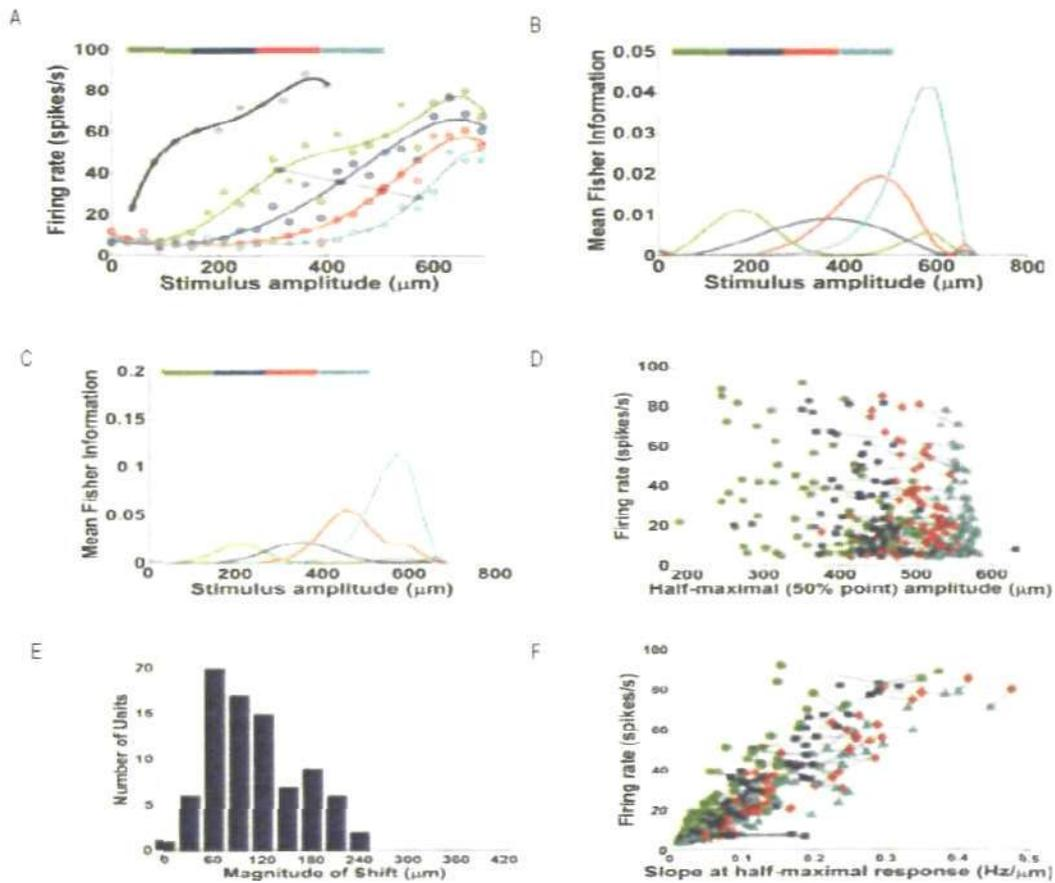 A
100
80
60
40
20
0
Firing rate (spikes/s)
0 200 400 600
Stimulus amplitude (μm)
B
0.05
0.04
0.03
0.02
0.01
0
Mean Fisher Information
0 200 400 600 800
Stimulus amplitude (μm)
C
0.2
0.15
0.1
0.05
0
Mean Fisher Information
0 200 400 600 800
Stimulus amplitude (μm)
D
100
80
60
40
20
0
Firing rate (spikes/s)
200 300 400 500 600
Half-maximal (50% point) amplitude (μm)
E
20
15
10
5
0
Number of Units
0 60 120 180 240 300 360 420
Magnitude of Shift (μm)
F
100
80
60
40
20
0
Firing rate (spikes/s)
0 0.1 0.2 0.3 0.4 0.5
Slope at half-maximal response (Hz/μm)